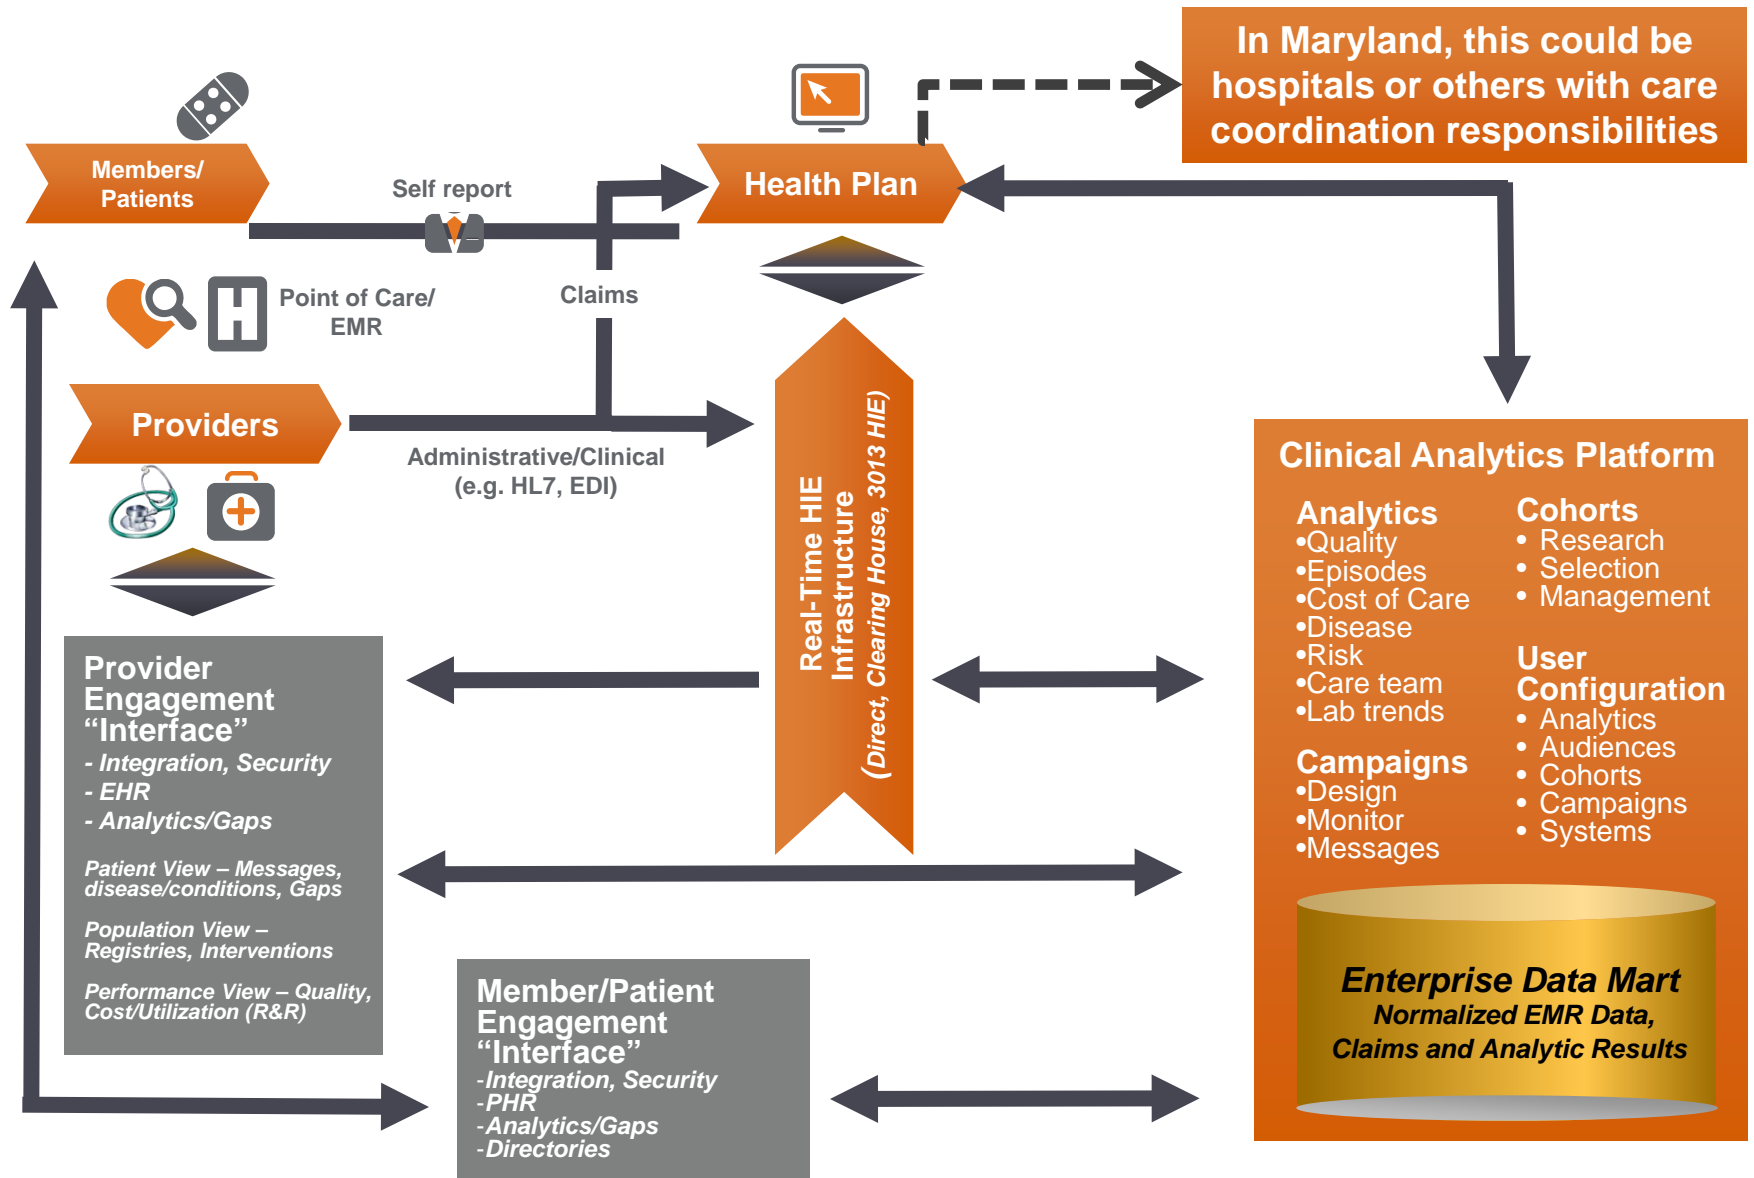 In Maryland, this could be
hospitals or others with care
coordination responsibilities
Members/
Patients
Self report
Health Plan
Point of Care/
EMR
Claims
Providers
Administrative/Clinical
(e.g. HL7, EDI)
Real-Time HIE
Infrastructure
(Direct, Clearing House, 3013 HIE)
Provider
Engagement
“Interface”
- Integration, Security
- EHR
- Analytics/Gaps
Patient View – Messages,
disease/conditions, Gaps
Population View –
Registries, Interventions
Performance View – Quality,
Cost/Utilization (R&R)
Member/Patient
Engagement
“Interface”
-Integration, Security
-PHR
-Analytics/Gaps
-Directories
Clinical Analytics Platform
Analytics
•Quality
•Episodes
•Cost of Care
•Disease
•Risk
•Care team
•Lab trends
Campaigns
•Design
•Monitor
•Messages
Cohorts
• Research
• Selection
• Management
User
Configuration
• Analytics
• Audiences
• Cohorts
• Campaigns
• Systems
Enterprise Data Mart
Normalized EMR Data,
Claims and Analytic Results